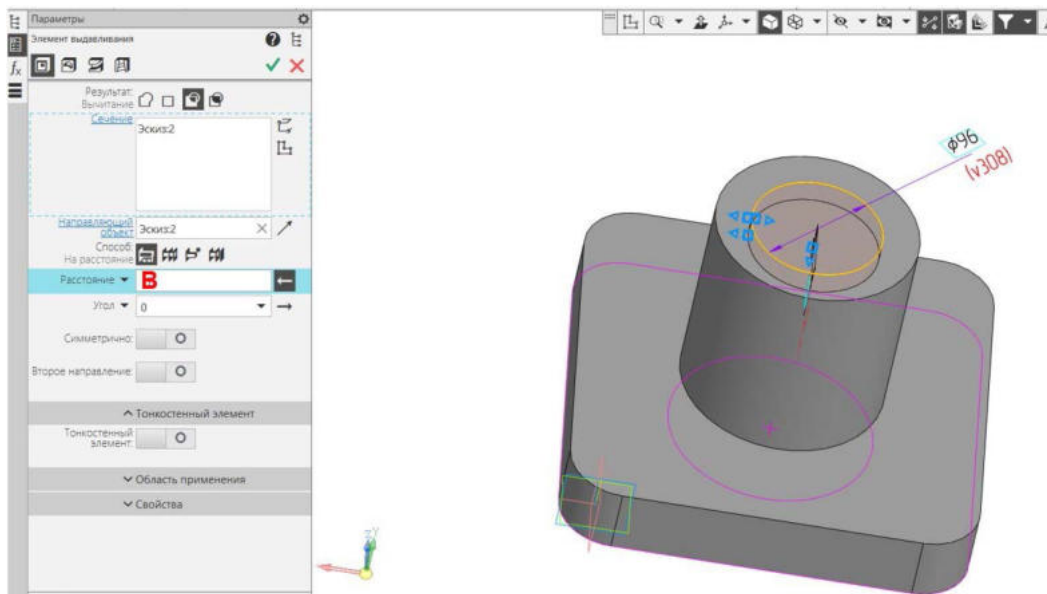 Параметры
Элемент выдавливания
Результат:
Вычитание
Сечение
Эскиз:2
Направляющий
объект
Эскиз:2
Способ:
На расстояние
Расстояние
В
Угол
0
Симметрично:
Второе направление:
Тонкостенный элемент
Тонкостенный
элемент:
Область применения
Свойства
ϕ96
(v308)